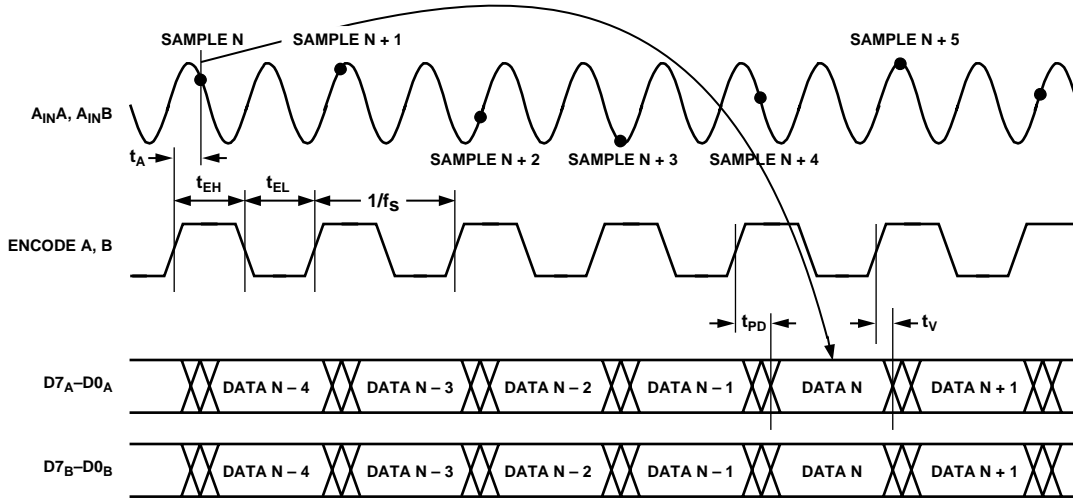 SAMPLE N
SAMPLE N + 1
SAMPLE N + 5
AINA, AINB
SAMPLE N + 2
SAMPLE N + 3
SAMPLE N + 4
tA
tEH
tEL
1/fS
ENCODE A, B
tPD
tV
D7A–D0A
DATA N – 4
DATA N – 3
DATA N – 2
DATA N – 1
DATA N
DATA N + 1
D7B–D0B
DATA N – 4
DATA N – 3
DATA N – 2
DATA N – 1
DATA N
DATA N + 1